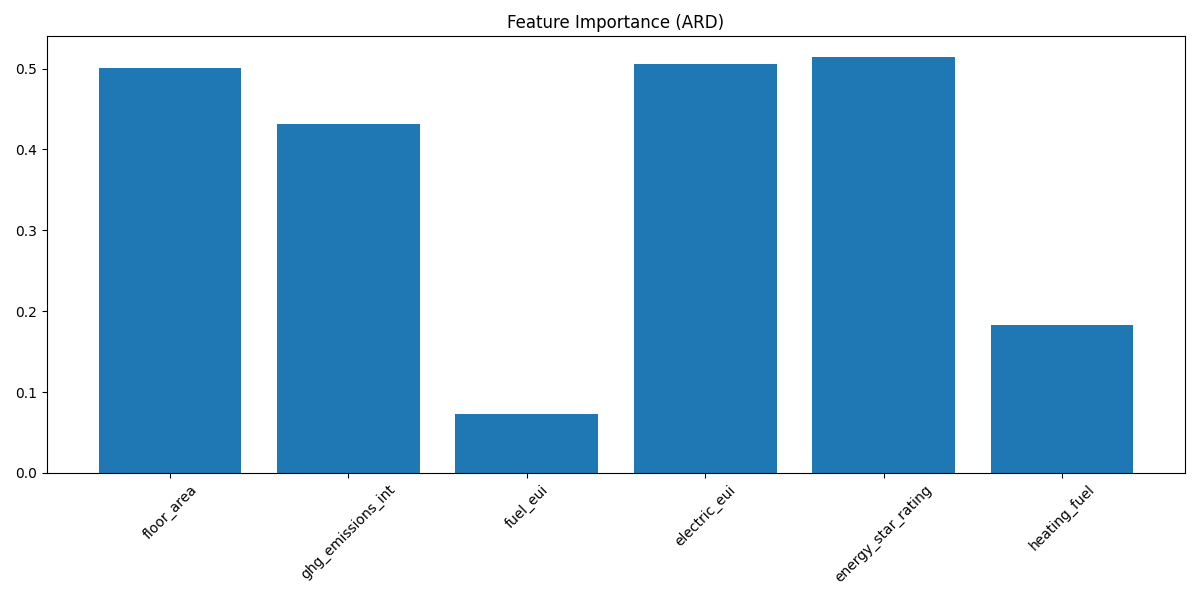 Feature Importance (ARD)
0.5
0.4
0.3
0.2
0.1
0.0
floor_area
ghg_emissions_int
fuel_eui
electric_eui
energy_star_rating
heating_fuel